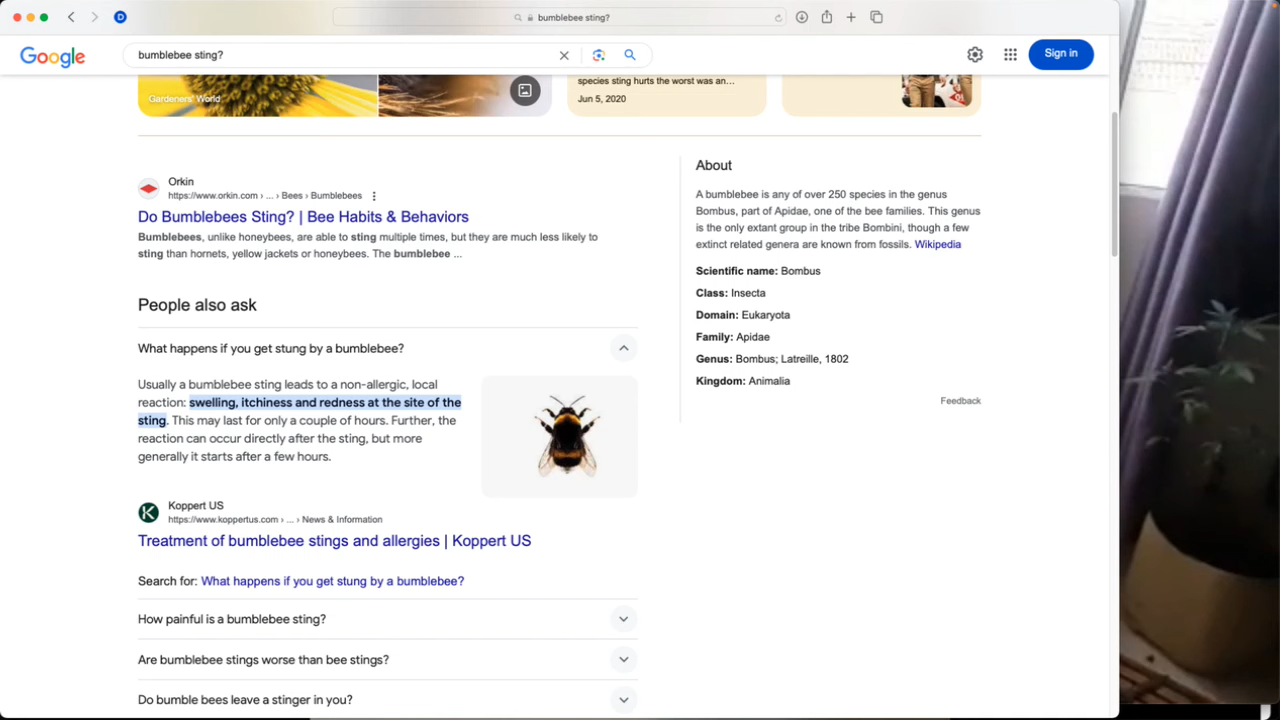 bumblebee sting?
Google
bumblebee sting?
Sign in
Gardeners' World
species sting hurts the worst was an...
Jun 5, 2020
Orkin
https://www.orkin.com › ... › Bees › Bumblebees
Do Bumblebees Sting? | Bee Habits & Behaviors
Bumblebees, unlike honeybees, are able to sting multiple times, but they are much less likely to
sting than hornets, yellow jackets or honeybees. The bumblebee ...
People also ask
What happens if you get stung by a bumblebee?
Usually a bumblebee sting leads to a non-allergic, local
reaction: swelling, itchiness and redness at the site of the
sting. This may last for only a couple of hours. Further, the
reaction can occur directly after the sting, but more
generally it starts after a few hours.
Koppert US
https://www.koppertus.com › ... › News & Information
Treatment of bumblebee stings and allergies | Koppert US
Search for: What happens if you get stung by a bumblebee?
How painful is a bumblebee sting?
Are bumblebee stings worse than bee stings?
Do bumble bees leave a stinger in you?
About
A bumblebee is any of over 250 species in the genus
Bombus, part of Apidae, one of the bee families. This genus
is the only extant group in the tribe Bombini, though a few
extinct related genera are known from fossils. Wikipedia
Scientific name: Bombus
Class: Insecta
Domain: Eukaryota
Family: Apidae
Genus: Bombus; Latreille, 1802
Kingdom: Animalia
Feedback